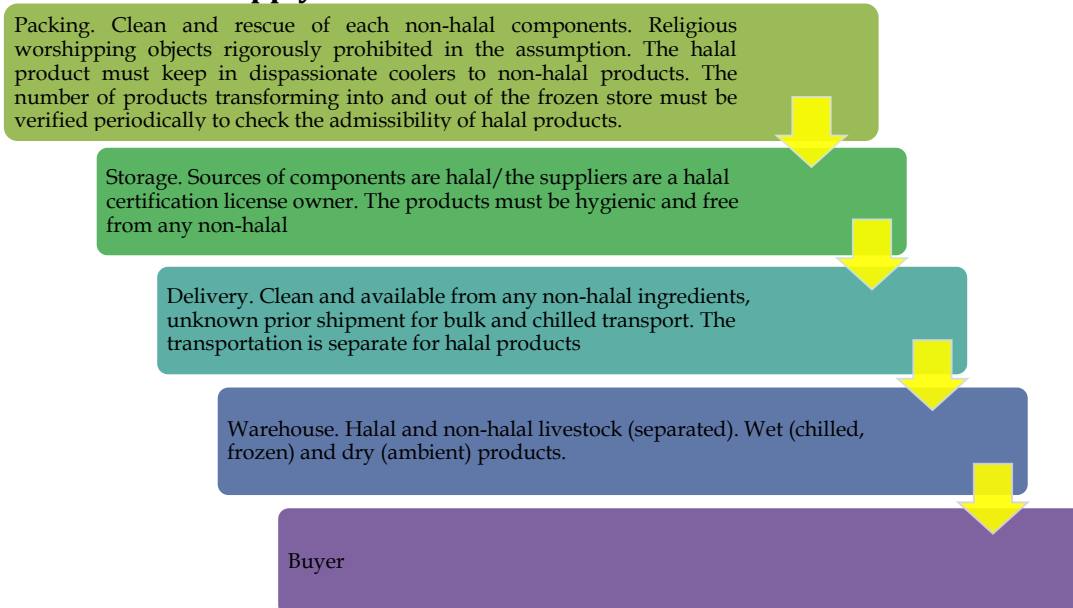 pply
Packing. Clean and rescue of each non-halal components. Religious
worshipping objects rigorously prohibited in the assumption. The halal
product must keep in dispassionate coolers to non-halal products. The
number of products transforming into and out of the frozen store must be
verified periodically to check the admissibility of halal products.
Storage. Sources of components are halal/the suppliers are a halal
certification license owner. The products must be hygienic and free
from any non-halal
Delivery. Clean and available from any non-halal ingredients,
unknown prior shipment for bulk and chilled transport. The
transportation is separate for halal products
Warehouse. Halal and non-halal livestock (separated). Wet (chilled,
frozen) and dry (ambient) products.
Buyer